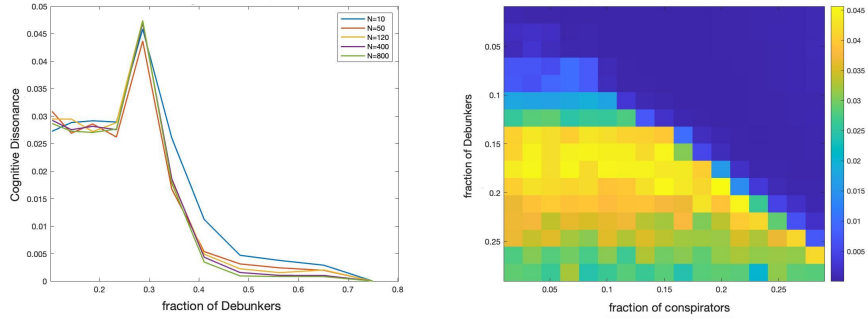 0.05
0.045
0.04
0.035
0.03
0.025
0.02
0.015
0.01
0.005
0
Cognitive Dissonance
0.2 0.3 0.4 0.5 0.6 0.7 0.8
fraction of Debunkers
N=10
N=50
N=120
N=400
N=800
fraction of Debunkers
0.05
0.1
0.15
0.2
0.25
0.05 0.1 0.15 0.2 0.25
fraction of conspirators
0.045
0.04
0.035
0.03
0.025
0.02
0.015
0.01
0.005